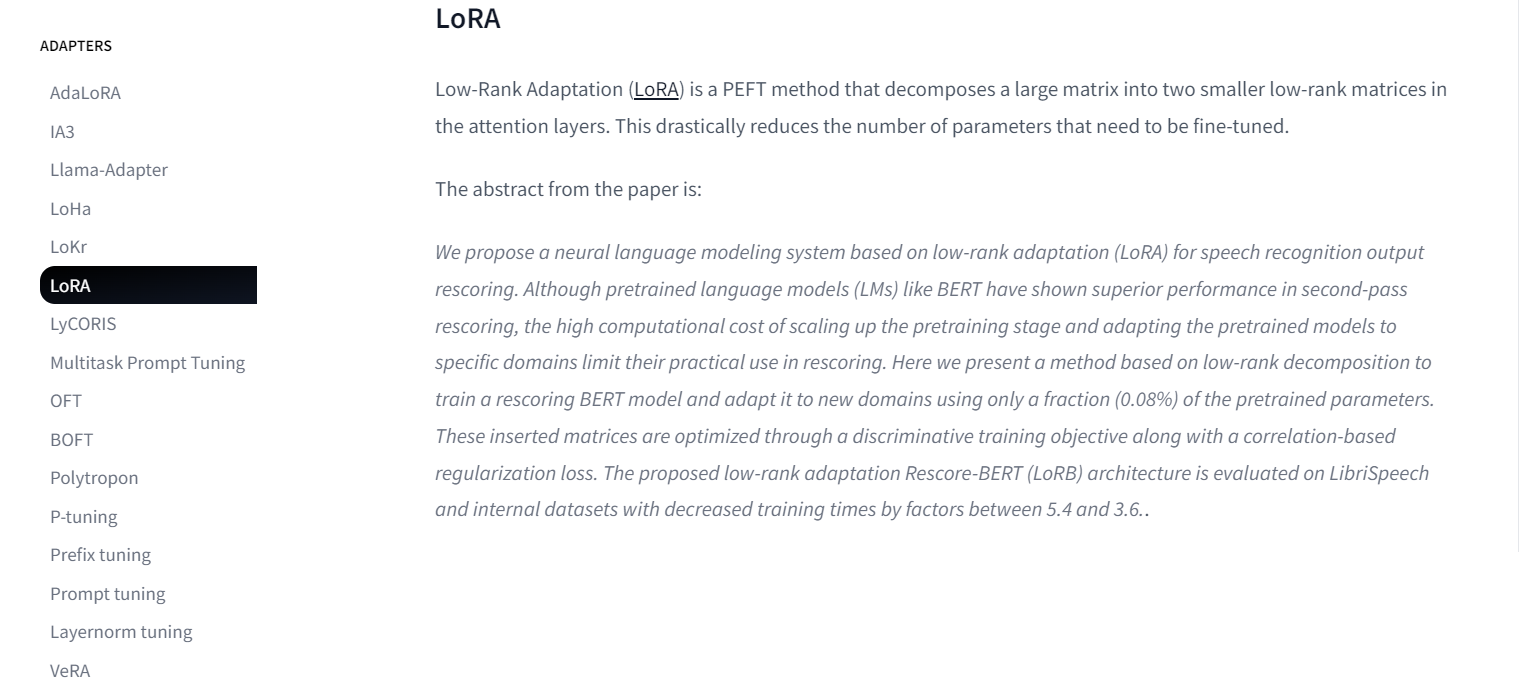 ADAPTERS
AdaLoRA
IA3
Llama-Adapter
LoHa
LoKr
LoRA
LyCORIS
Multitask Prompt Tuning
OFT
BOFT
Polytropon
P-tuning
Prefix tuning
Prompt tuning
Layernorm tuning
VeRA
LoRA
Low-Rank Adaptation (LoRA) is a PEFT method that decomposes a large matrix into two smaller low-rank matrices in
the attention layers. This drastically reduces the number of parameters that need to be fine-tuned.
The abstract from the paper is:
We propose a neural language modeling system based on low-rank adaptation (LoRA) for speech recognition output
rescoring. Although pretrained language models (LMs) like BERT have shown superior performance in second-pass
rescoring, the high computational cost of scaling up the pretraining stage and adapting the pretrained models to
specific domains limit their practical use in rescoring. Here we present a method based on low-rank decomposition to
train a rescoring BERT model and adapt it to new domains using only a fraction (0.08%) of the pretrained parameters.
These inserted matrices are optimized through a discriminative training objective along with a correlation-based
regularization loss. The proposed low-rank adaptation Rescore-BERT (LoRB) architecture is evaluated on LibriSpeech
and internal datasets with decreased training times by factors between 5.4 and 3.6..